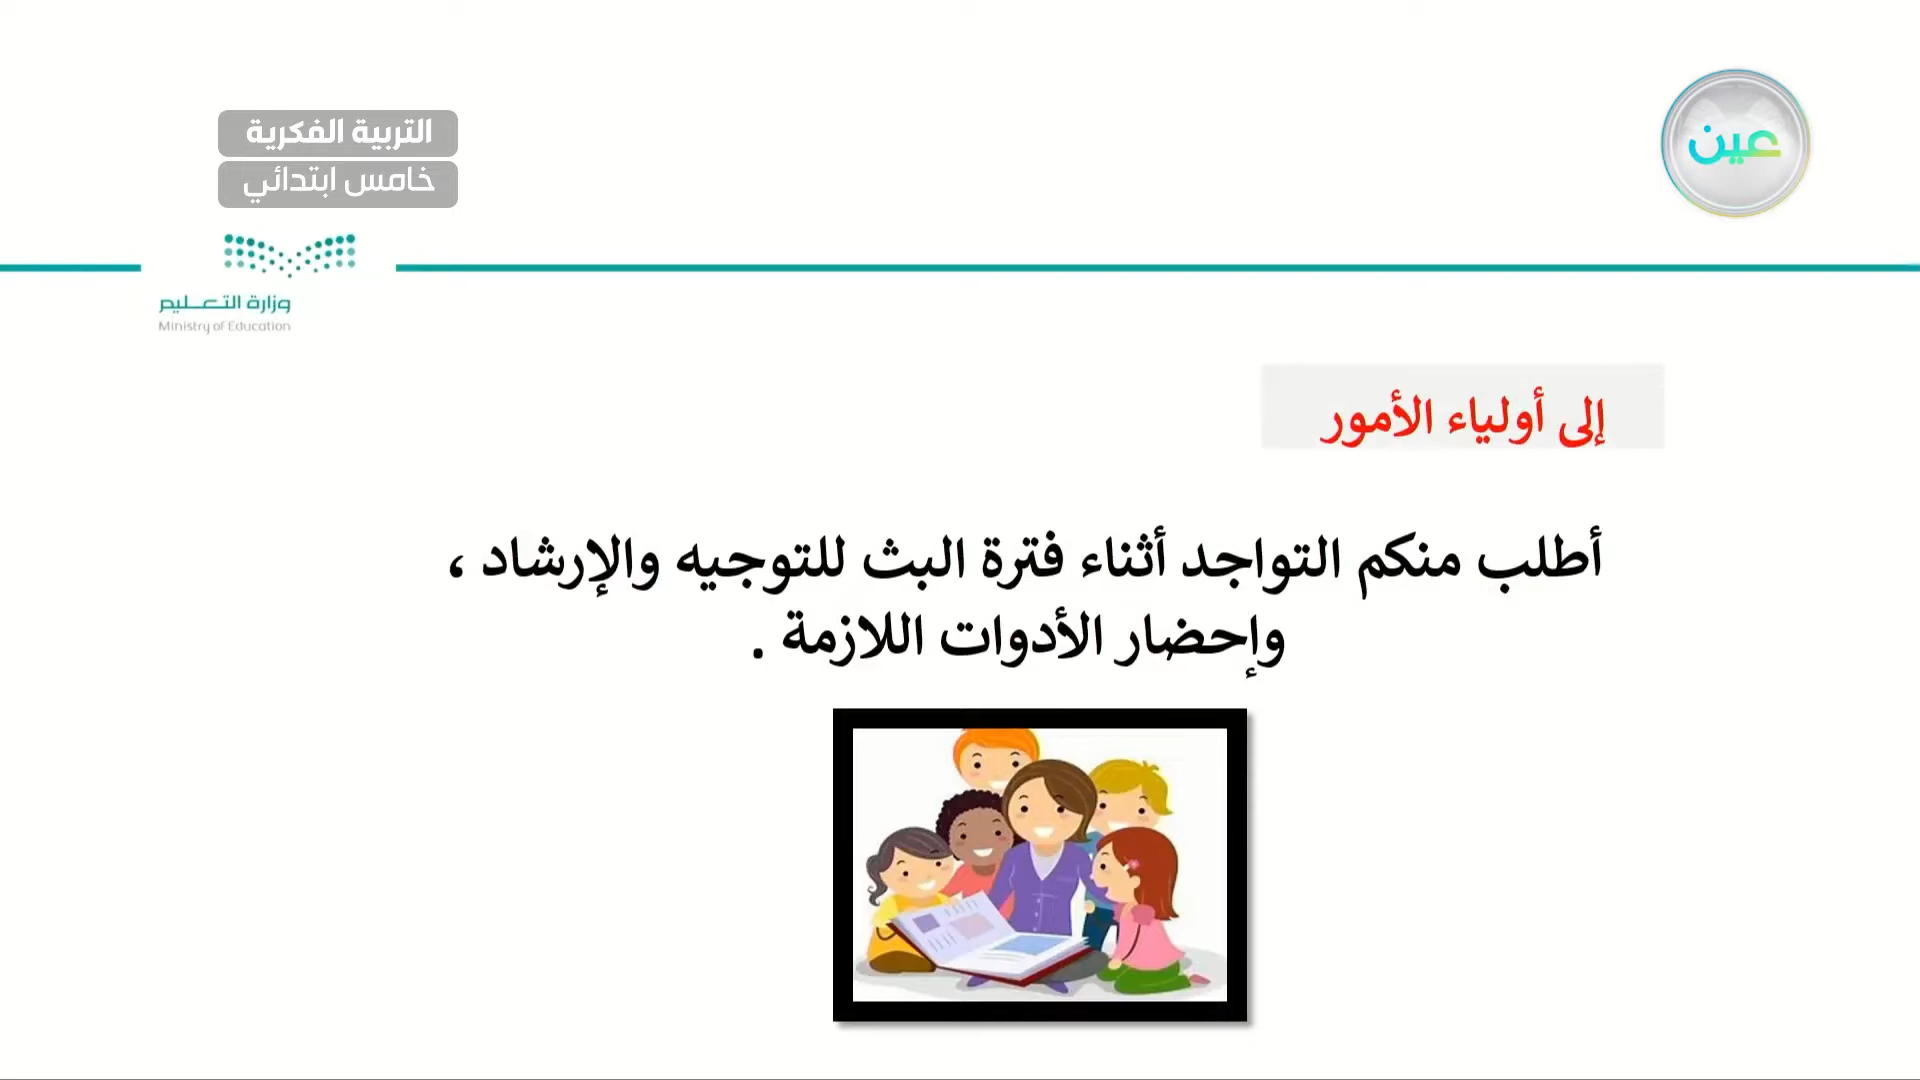 عين
التربية الفكرية
خامس ابتدائي
وزارة التعليم
Ministry of Education
إلى أولياء الأمور
أطلب منكم التواجد أثناء فترة البث للتوجيه والإرشاد ،
وإحضار الأدوات اللازمة .